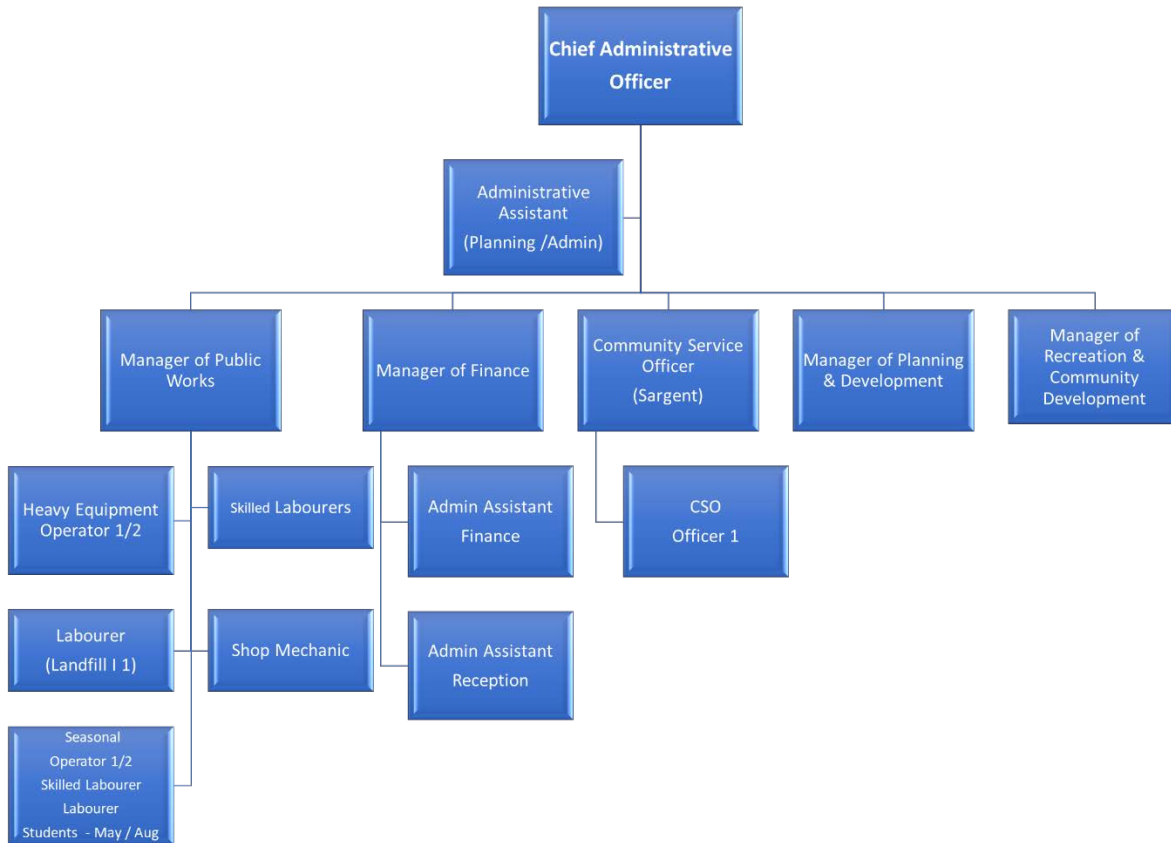 Chief Administrative
Officer
Administrative
Assistant
(Planning /Admin)
Manager of Public
Works
Manager of Finance
Community Service
Officer
(Sargent)
Manager of Planning
& Development
Manager of
Recreation &
Community
Development
Heavy Equipment
Operator 1/2
Skilled Labourers
Admin Assistant
Finance
CSO
Officer 1
Labourer
(Landfill I 1)
Shop Mechanic
Admin Assistant
Reception
Seasonal
Operator 1/2
Skilled Labourer
Labourer
Students - May / Aug